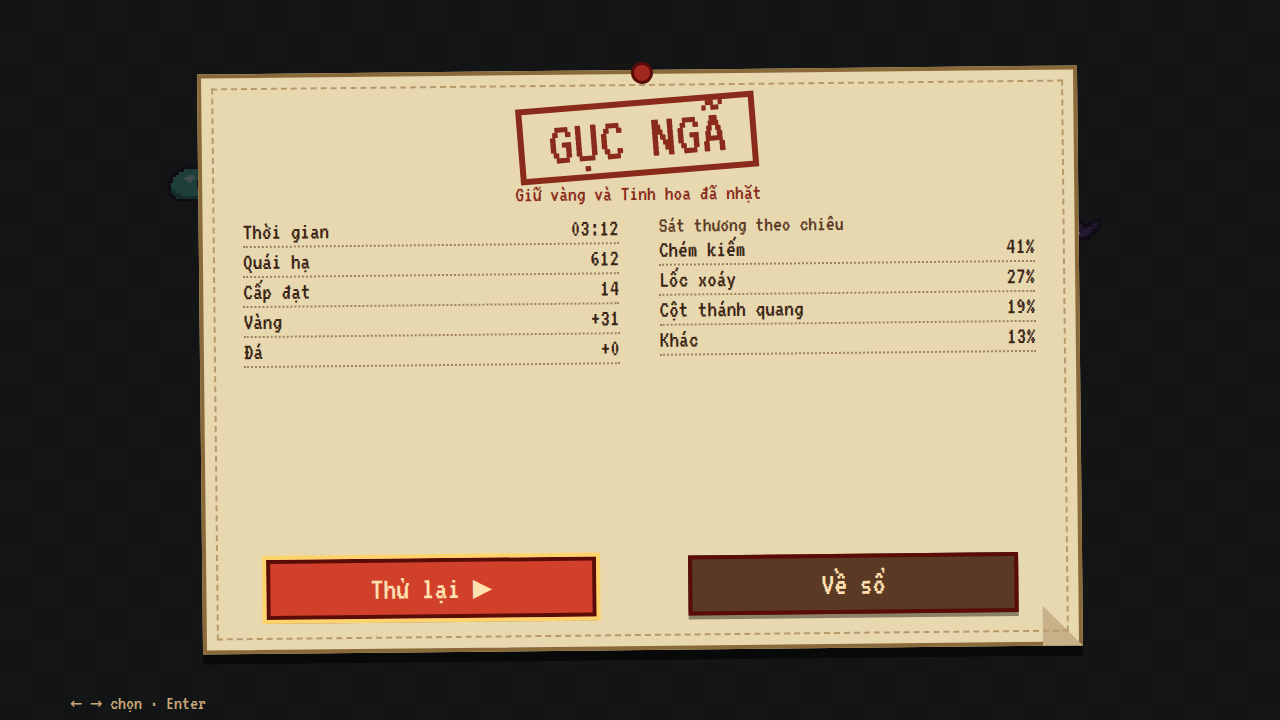 GỤC NGÃ
Giữ vàng và Tinh hoa đã nhặt
Thời gian 03:12
Quái hạ 612
Cấp đạt 14
Vàng +31
Đá +0
Sát thương theo chiêu
Chém kiếm 41%
Lốc xoáy 27%
Cột thánh quang 19%
Khác 13%
Thử lại ▶
Về sổ
← → chọn · Enter